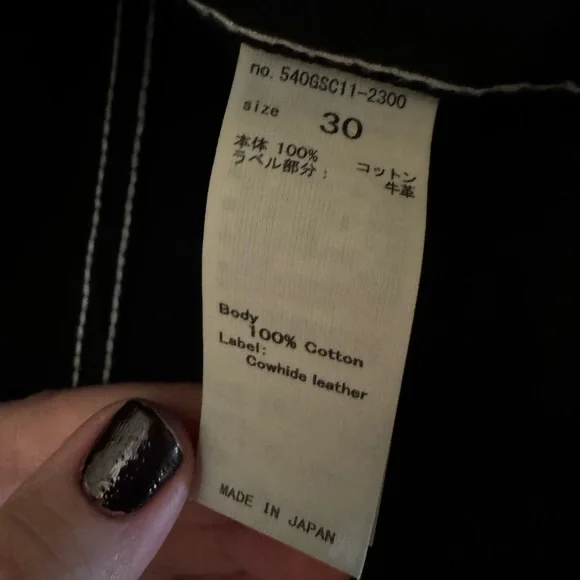 no. 540GSC11-2300
size 30
本体 100% コットン
ラベル部分: 牛革
Body
100% Cotton
Label:
Cowhide leather
MADE IN JAPAN